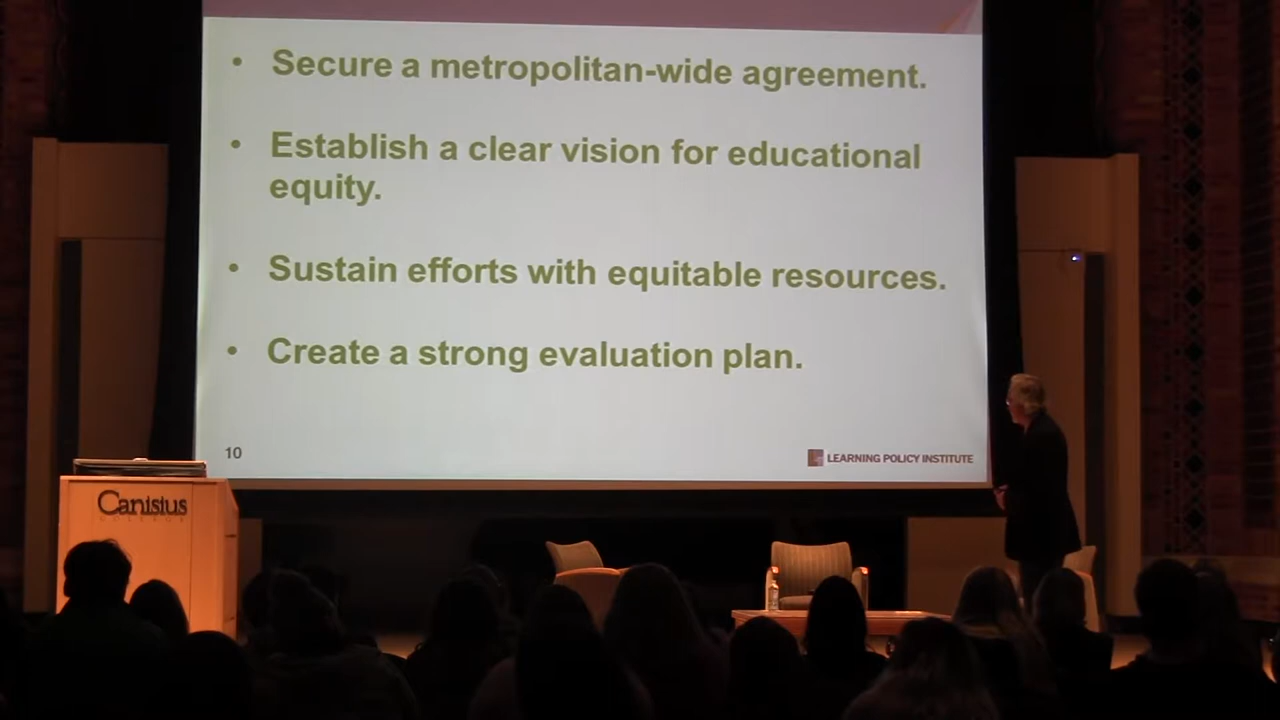 • Secure a metropolitan-wide agreement.
• Establish a clear vision for educational
equity.
• Sustain efforts with equitable resources.
• Create a strong evaluation plan.
10
LEARNING POLICY INSTITUTE
Canisius
COLLEGE